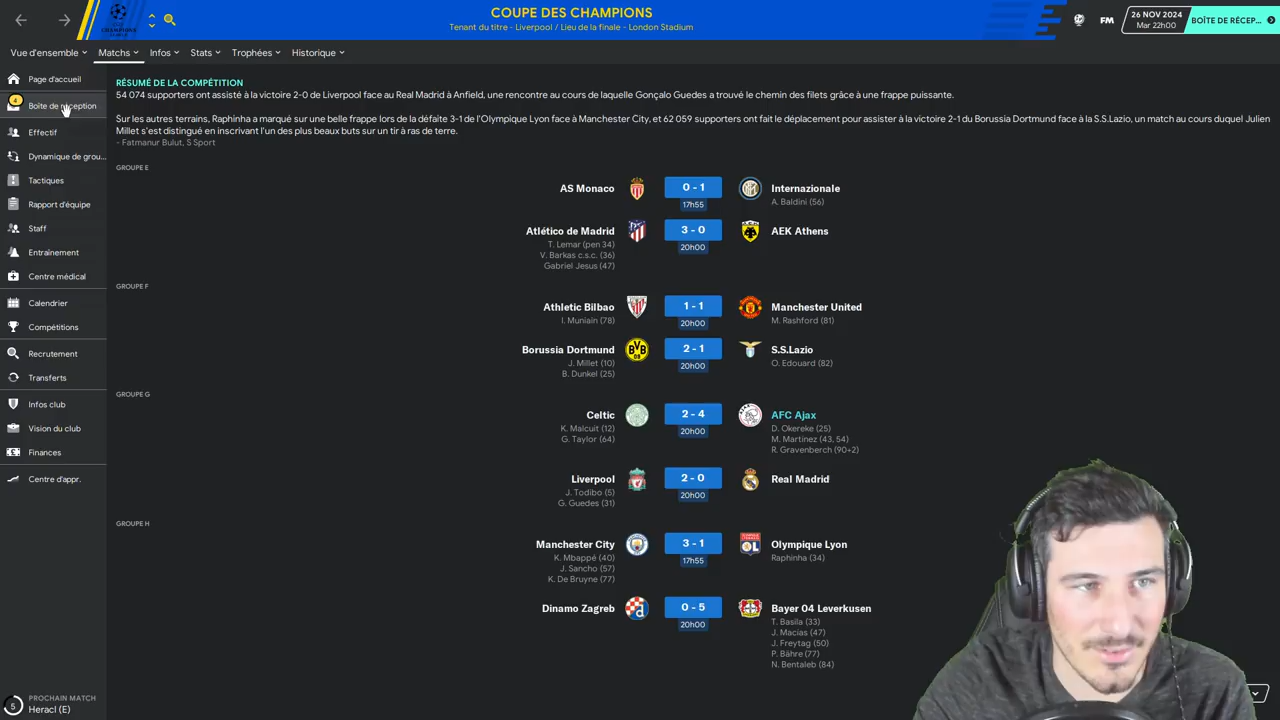 COUPE DES CHAMPIONS
Tenant du titre - Liverpool / Lieu de la finale - London Stadium
FM
26 NOV 2024
Mar 22h00
BOÎTE DE RÉCEP...
Vue d'ensemble
Matchs
Infos
Stats
Trophées
Historique
Page d'accueil
4
Boîte de réception
Effectif
Dynamique de grou...
Tactiques
Rapport d'équipe
Staff
Entraînement
Centre médical
Calendrier
Compétitions
Recrutement
Transferts
Infos club
Vision du club
Finances
Centre d'appr.
5
PROCHAIN MATCH
Heracl (E)
RÉSUMÉ DE LA COMPÉTITION
54 074 supporters ont assisté à la victoire 2-0 de Liverpool face au Real Madrid à Anfield, une rencontre au cours de laquelle Gonçalo Guedes a trouvé le chemin des filets grâce à une frappe puissante.
Sur les autres terrains, Raphinha a marqué sur une belle frappe lors de la défaite 3-1 de l'Olympique Lyon face à Manchester City, et 62 059 supporters ont fait le déplacement pour assister à la victoire 2-1 du Borussia Dortmund face à la S.S.Lazio, un match au cours duquel Julien
Millet s'est distingué en inscrivant l'un des plus beaux buts sur un tir à ras de terre.
- Fatmanur Bulut, S Sport
GROUPE E
AS Monaco 0 - 1 Internazionale
17h55 A. Baldini (56)
Atlético de Madrid 3 - 0 AEK Athens
T. Lemar (pen 34) 20h00
V. Barkas c.s.c. (36)
Gabriel Jesus (47)
GROUPE F
Athletic Bilbao 1 - 1 Manchester United
I. Muniain (78) 20h00 M. Rashford (81)
Borussia Dortmund 2 - 1 S.S.Lazio
J. Millet (10) 20h00 O. Edouard (82)
B. Dunkel (25)
GROUPE G
Celtic 2 - 4 AFC Ajax
K. Malcuit (12) 20h00 D. Okereke (25)
G. Taylor (64) M. Martínez (43, 54)
R. Gravenberch (90+2)
Liverpool 2 - 0 Real Madrid
J. Todibo (5) 20h00
G. Guedes (31)
GROUPE H
Manchester City 3 - 1 Olympique Lyon
K. Mbappé (40) 17h55 Raphinha (34)
J. Sancho (57)
K. De Bruyne (77)
Dinamo Zagreb 0 - 5 Bayer 04 Leverkusen
20h00 T. Basila (33)
J. Macias (47)
J. Freytag (50)
P. Bähre (77)
N. Bentaleb (84)